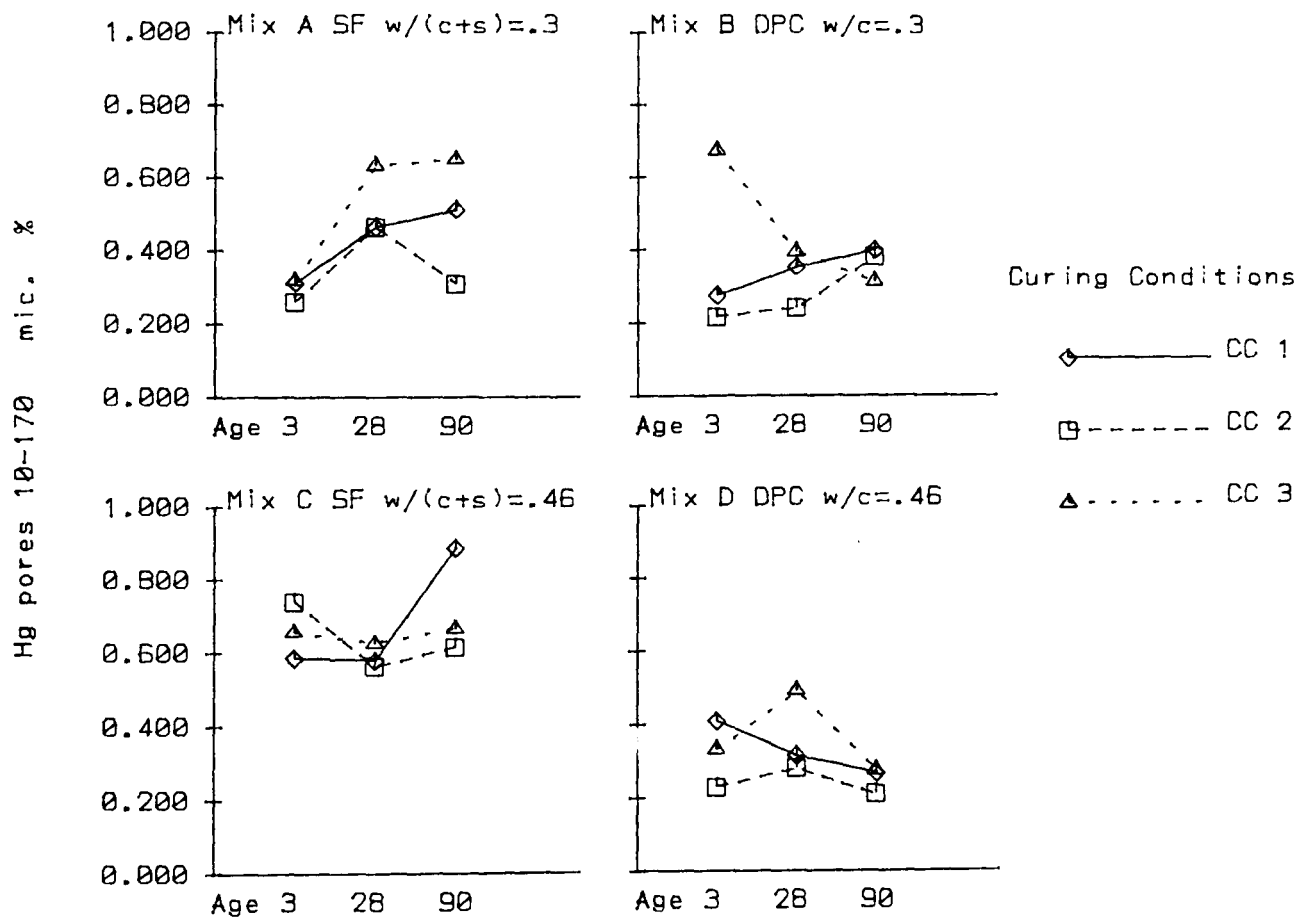 Hg pores 10-170 mic. %
Mix A SF w/(c+s)=.3
1.000
0.800
0.600
0.400
0.200
0.000
Age 3 28 90
Mix B OPC w/c=.3
Age 3 28 90
Mix C SF w/(c+s)=.46
1.000
0.800
0.600
0.400
0.200
0.000
Age 3 28 90
Mix D OPC w/c=.46
Age 3 28 90
Curing Conditions
CC 1
CC 2
CC 3